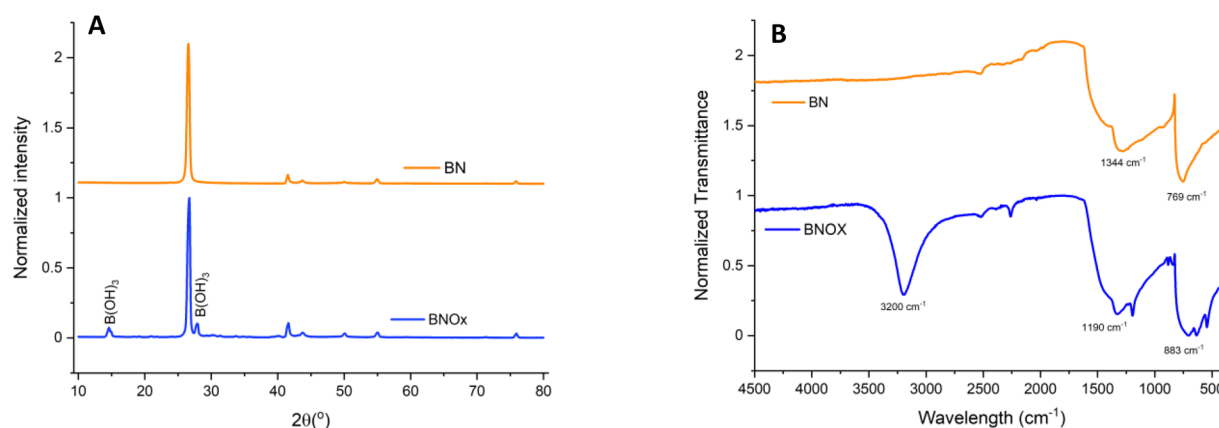 A
Normalized intensity
2
1
0.5
0
BN
BNOx
B(OH)₃
B(OH)₃
10 20 30 40 50 60 70 80
2θ(°)
B
Normalized Transmittance
2
1.5
1
0.5
0
BN
1344 cm⁻¹
769 cm⁻¹
BNOX
3200 cm⁻¹
1190 cm⁻¹
883 cm⁻¹
4500 4000 3500 3000 2500 2000 1500 1000 500
Wavelength (cm⁻¹)